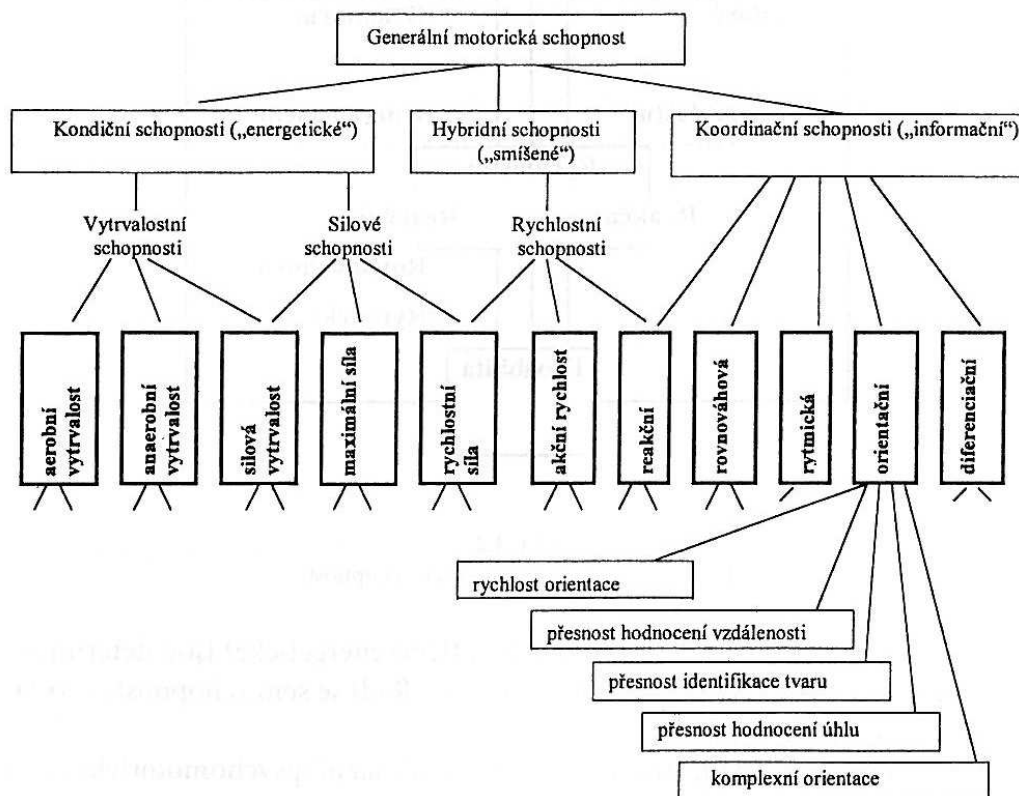 Generální motorická schopnost
Kondiční schopnosti („energetické“)
Hybridní schopnosti
(„smíšené“)
Koordinační schopnosti („informační“)
Vytrvalostní
schopnosti
Silové
schopnosti
Rychlostní
schopnosti
aerobní
vytrvalost
anaerobní
vytrvalost
silová
vytrvalost
maximální síla
rychlostní
síla
akční rychlost
reakční
rovnováhová
rytmická
orientační
diferenciační
rychlost orientace
přesnost hodnocení vzdálenosti
přesnost identifikace tvaru
přesnost hodnocení úhlu
komplexní orientace